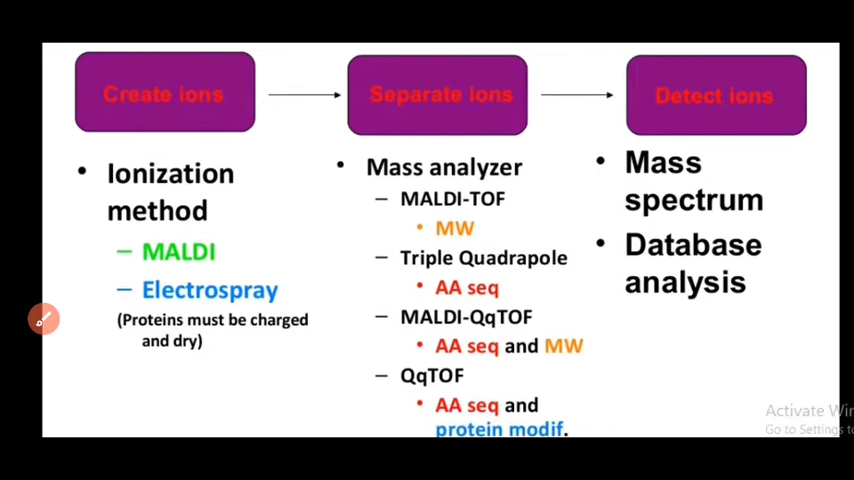 Create ions
Separate ions
Detect ions
• Ionization
method
– MALDI
– Electrospray
(Proteins must be charged
and dry)
• Mass analyzer
– MALDI-TOF
• MW
– Triple Quadrapole
• AA seq
– MALDI-QqTOF
• AA seq and MW
– QqTOF
• AA seq and
protein modif.
• Mass
spectrum
• Database
analysis
Activate Win
Go to Settings to